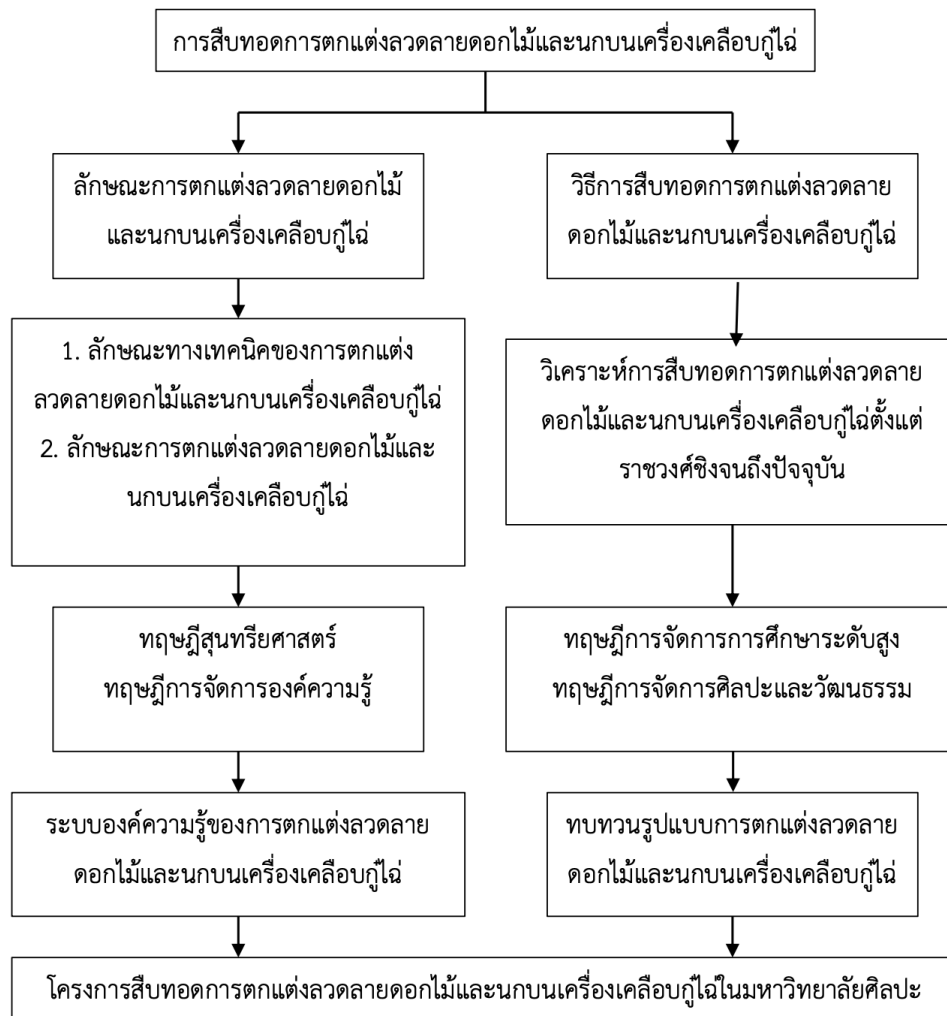 การสืบทอดการตกแต่งลวดลายดอกไม้และนกบนเครื่องเคลือบกู่ไฉ่
ลักษณะการตกแต่งลวดลายดอกไม้
และนกบนเครื่องเคลือบกู่ไฉ่
1. ลักษณะทางเทคนิคของการตกแต่ง
ลวดลายดอกไม้และนกบนเครื่องเคลือบกู่ไฉ่
2. ลักษณะการตกแต่งลวดลายดอกไม้และ
นกบนเครื่องเคลือบกู่ไฉ่
ทฤษฎีสุนทรียศาสตร์
ทฤษฎีการจัดการองค์ความรู้
ระบบองค์ความรู้ของการตกแต่งลวดลาย
ดอกไม้และนกบนเครื่องเคลือบกู่ไฉ่
วิธีการสืบทอดการตกแต่งลวดลาย
ดอกไม้และนกบนเครื่องเคลือบกู่ไฉ่
วิเคราะห์การสืบทอดการตกแต่งลวดลาย
ดอกไม้และนกบนเครื่องเคลือบกู่ไฉ่ตั้งแต่
ราชวงศ์ชิงจนถึงปัจจุบัน
ทฤษฎีการจัดการการศึกษาระดับสูง
ทฤษฎีการจัดการศิลปะและวัฒนธรรม
ทบทวนรูปแบบการตกแต่งลวดลาย
ดอกไม้และนกบนเครื่องเคลือบกู่ไฉ่
โครงการสืบทอดการตกแต่งลวดลายดอกไม้และนกบนเครื่องเคลือบกู่ไฉ่ในมหาวิทยาลัยศิลปะ